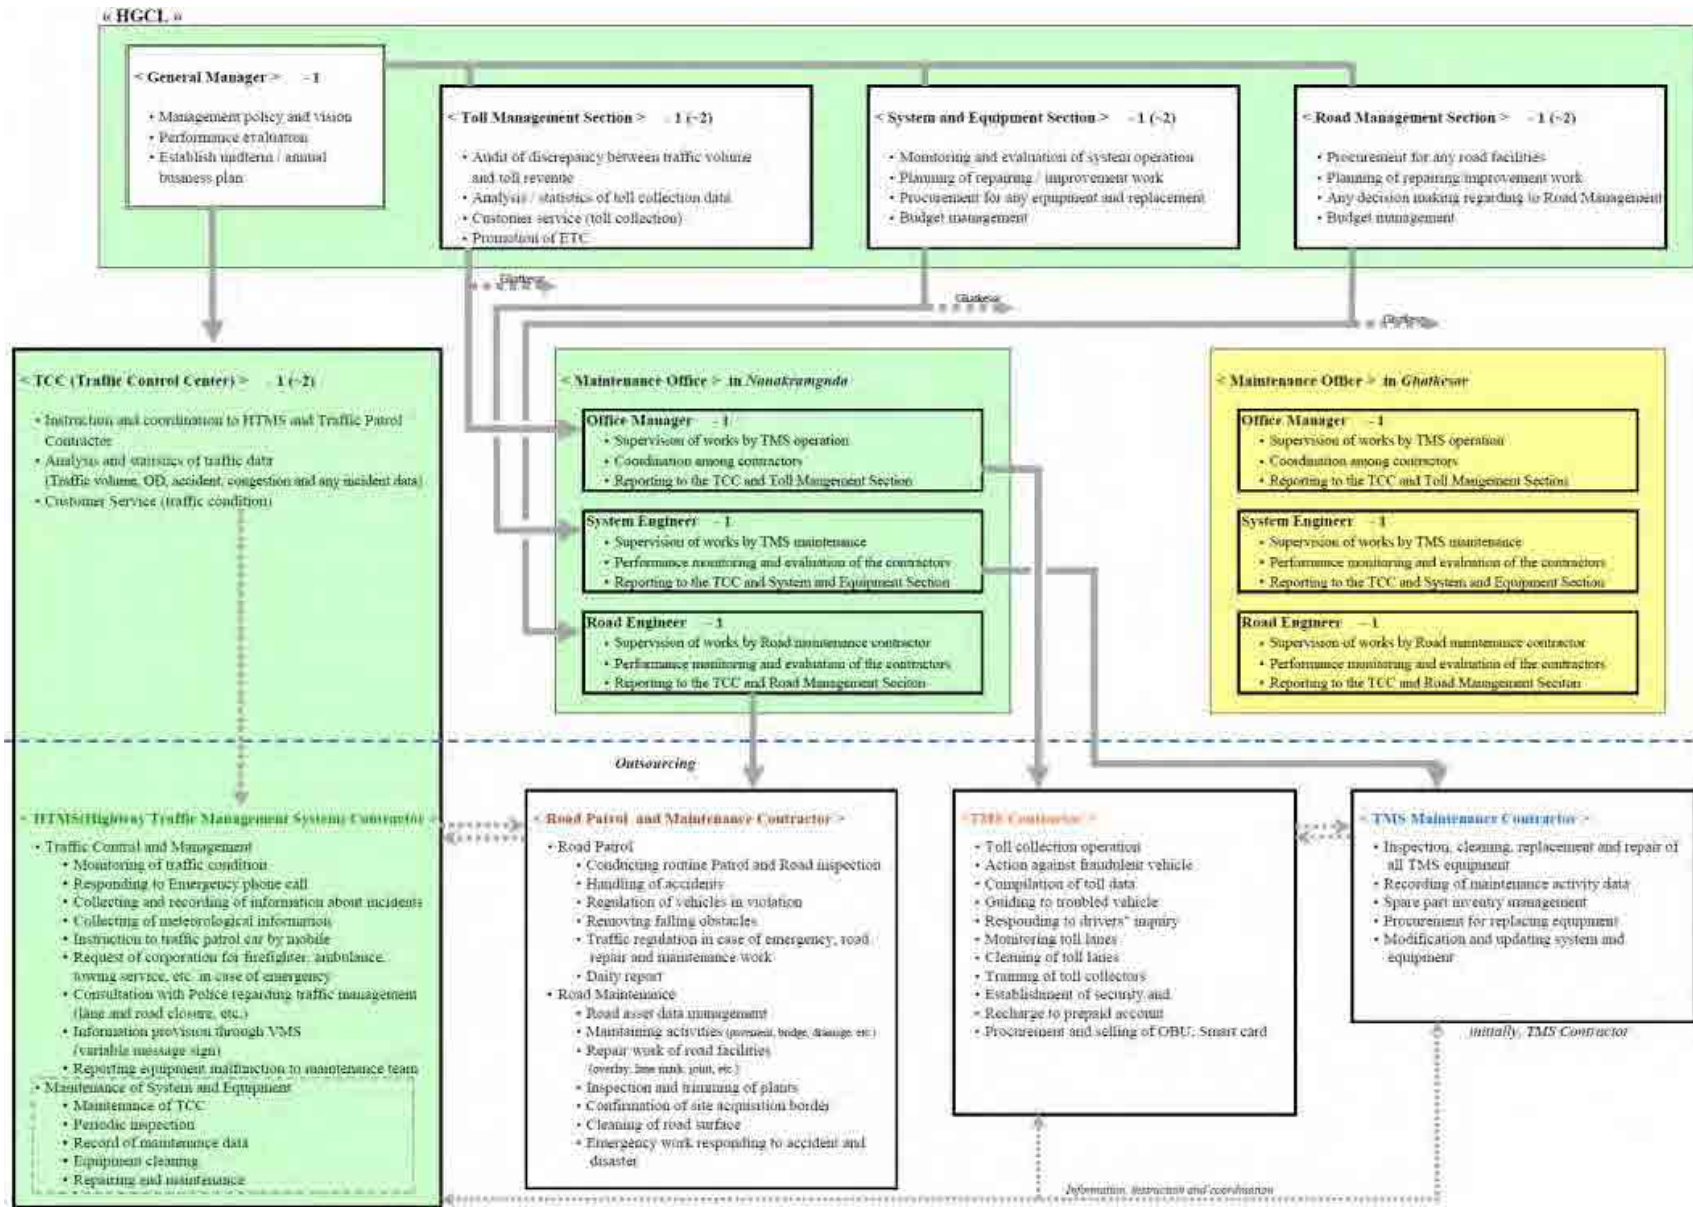 « HGCL »
< General Manager > - 1
• Management policy and vision
• Performance evaluation
• Establish midterm / annual
business plan
< Toll Management Section > - 1 (~2)
• Audit of discrepancy between traffic volume
and toll revenue
• Analysis / statistics of toll collection data
• Customer service (toll collection)
• Promotion of ETC
< System and Equipment Section > - 1 (~2)
• Monitoring and evaluation of system operation
• Planning of repairing / improvement work
• Procurement for any equipment and replacement
• Budget management
< Road Management Section > - 1 (~2)
• Procurement for any road facilities
• Planning of repairing improvement work
• Any decision making regarding to Road Management
• Budget management
Ghatkesar
Ghatkesar
Ghatkesar
< TCC (Traffic Control Center) > - 1 (~2)
• Instruction and coordination to HTMS and Traffic Patrol
Contractor
• Analysis and statistics of traffic data
(Traffic volume, OD, accident, congestion and any incident data)
• Customer Service (traffic condition)
< Maintenance Office > in Nanakramguda
Office Manager - 1
• Supervision of works by TMS operation
• Coordination among contractors
• Reporting to the TCC and Toll Mangement Section
System Engineer - 1
• Supervision of works by TMS maintenance
• Performance monitoring and evaluation of the contractors
• Reporting to the TCC and System and Equipment Section
Road Engineer - 1
• Supervision of works by Road maintenance contractor
• Performance monitoring and evaluation of the contractors
• Reporting to the TCC and Road Management Seciton
< Maintenance Office > in Ghatkesar
Office Manager - 1
• Supervision of works by TMS operation
• Coordination among contractors
• Reporting to the TCC and Toll Mangement Section
System Engineer - 1
• Supervision of works by TMS maintenance
• Performance monitoring and evaluation of the contractors
• Reporting to the TCC and System and Equipment Section
Road Engineer - 1
• Supervision of works by Road maintenance contractor
• Performance monitoring and evaluation of the contractors
• Reporting to the TCC and Road Management Seciton
Outsourcing
< HTMS(Highway Traffic Management System) Contractor >
• Traffic Control and Management
• Monitoring of traffic condition
• Responding to Emergency phone call
• Collecting and recording of information about incidents
• Collecting of meteorological information
• Instruction to traffic patrol car by mobile
• Request of corporation for firefighter, ambulance,
towing service, etc. in case of emergency
• Consultation with Police regarding traffic management
(lane and road closure, etc.)
• Information provision through VMS
(variable message sign)
• Reporting equipment malfunction to maintenance team
• Maintenance of System and Equipment
• Maintenance of TCC
• Periodic inspection
• Record of maintenance data
• Equipment cleaning
• Repairing end maintenance
< Road Patrol and Maintenance Contractor >
• Road Patrol
• Conducting routine Patrol and Road inspection
• Handling of accidents
• Regulation of vehicles in violation
• Removing falling obstacles
• Traffic regulation in case of emergency, road
repair and maintenance work
• Daily report
• Road Maintenance
• Road asset data management
• Maintaining activities (pavement, bridge, drainage, etc.)
• Repair work of road facilities
(overlay, lane mark, joint, etc.)
• Inspection and trimming of plants
• Confirmation of site acquisition border
• Cleaning of road surface
• Emergency work responding to accident and
disaster
<TMS Contractor >
• Toll collection operation
• Action against fraudulent vehicle
• Compilation of toll data
• Guiding to troubled vehicle
• Responding to drivers' inquiry
• Monitoring toll lanes
• Cleaning of toll lanes
• Training of toll collectors
• Establishment of security and
• Recharge to prepaid account
• Procurement and selling of OBU, Smart card
< TMS Maintenance Contractor >
• Inspection, cleaning, replacement and repair of
all TMS equipment
• Recording of maintenance activity data
• Spare part inventry management
• Procurement for replacing equipment
• Modification and updating system and
equipment
initially, TMS Contractor
Information, instruction and coordination